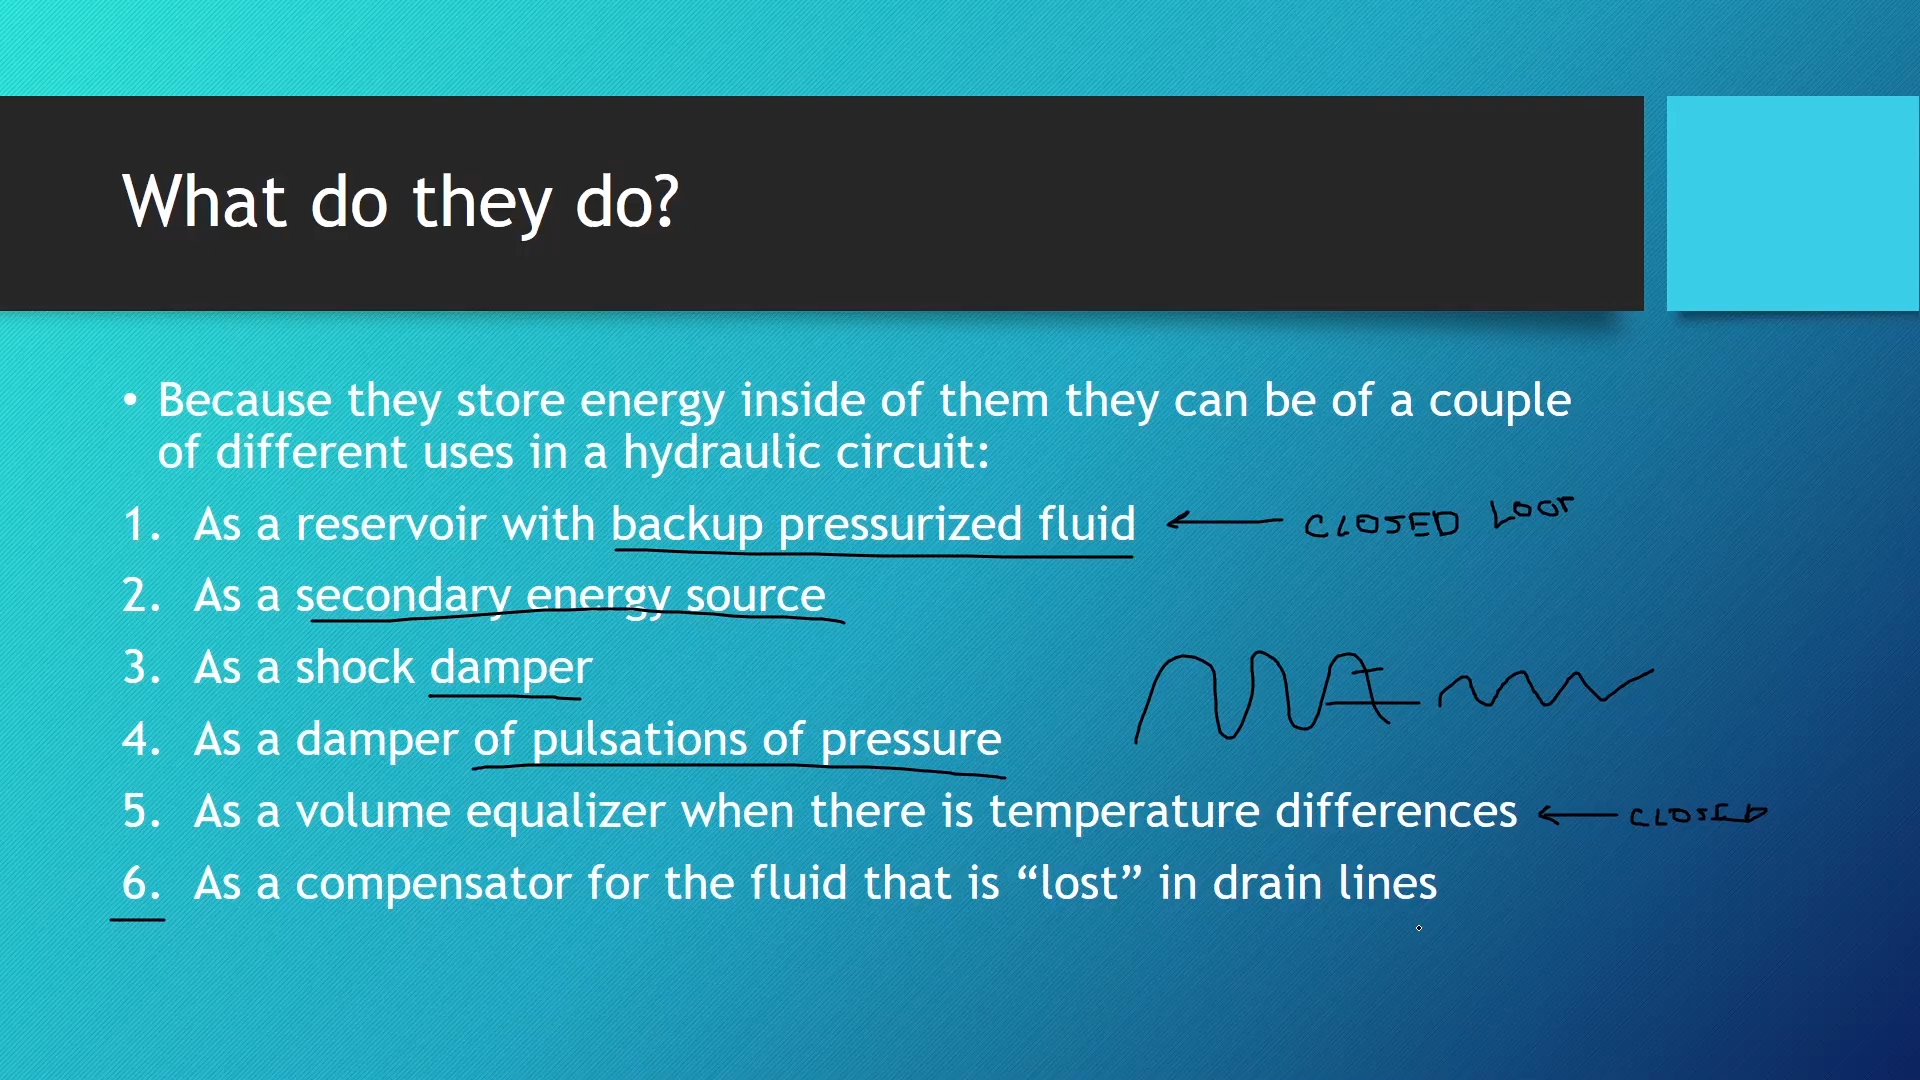 What do they do?
• Because they store energy inside of them they can be of a couple
of different uses in a hydraulic circuit:
1. As a reservoir with backup pressurized fluid ← CLOSED LOOP
2. As a secondary energy source
3. As a shock damper
4. As a damper of pulsations of pressure
5. As a volume equalizer when there is temperature differences ← CLOSED
6. As a compensator for the fluid that is “lost” in drain lines